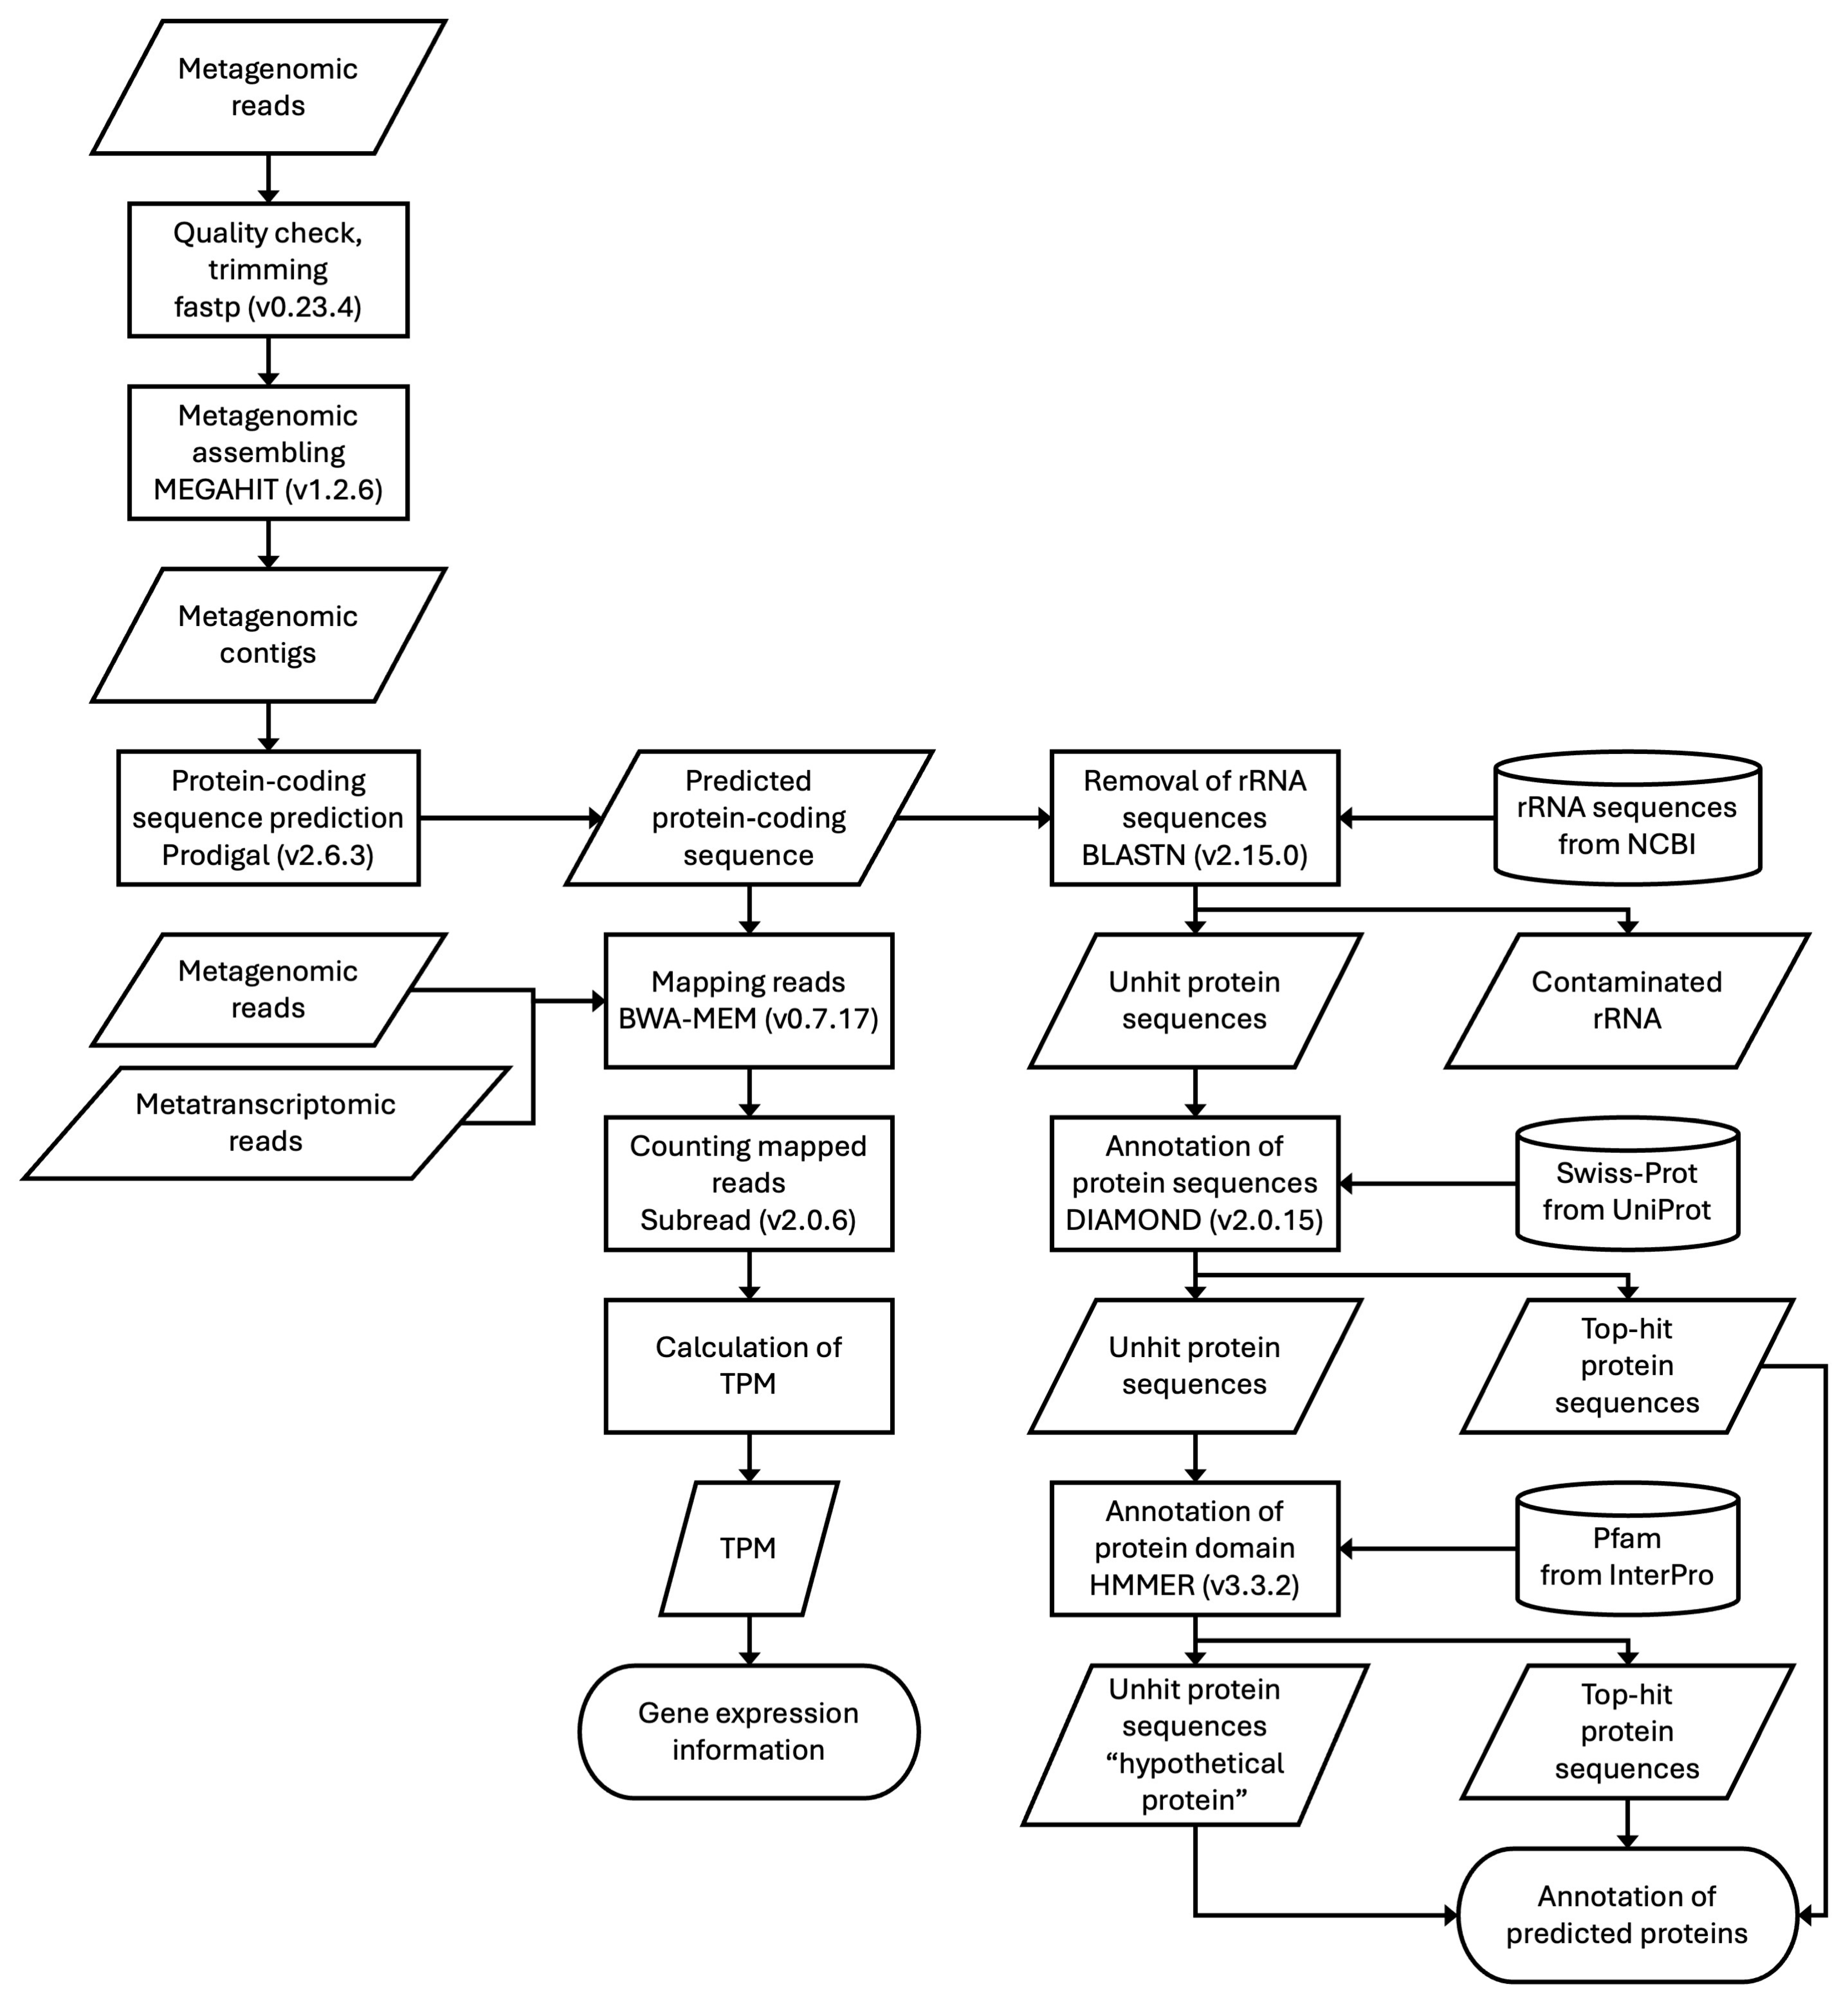 Metagenomic
reads
Quality check,
trimming
fastp (v0.23.4)
Metagenomic
assembling
MEGAHIT (v1.2.6)
Metagenomic
contigs
Protein-coding
sequence prediction
Prodigal (v2.6.3)
Predicted
protein-coding
sequence
Removal of rRNA
sequences
BLASTN (v2.15.0)
rRNA sequences
from NCBI
Metagenomic
reads
Metatranscriptomic
reads
Mapping reads
BWA-MEM (v0.7.17)
Unhit protein
sequences
Contaminated
rRNA
Counting mapped
reads
Subread (v2.0.6)
Annotation of
protein sequences
DIAMOND (v2.0.15)
Swiss-Prot
from UniProt
Calculation of
TPM
Unhit protein
sequences
Top-hit
protein
sequences
TPM
Annotation of
protein domain
HMMER (v3.3.2)
Pfam
from InterPro
Gene expression
information
Unhit protein
sequences
“hypothetical
protein”
Top-hit
protein
sequences
Annotation of
predicted proteins